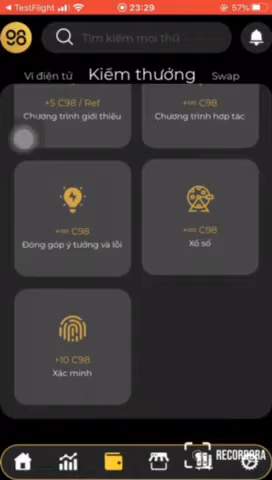 TestFlight 23:29 57%
98
Tìm kiếm mọi thứ
Ví điện tử Kiếm thưởng Swap
+5 C98 / Ref
Chương trình giới thiệu
+∞ C98
Chương trình hợp tác
+∞ C98
Đóng góp ý tưởng và lỗi
+∞ C98
Xổ số
+10 C98
Xác minh
RECORDORA